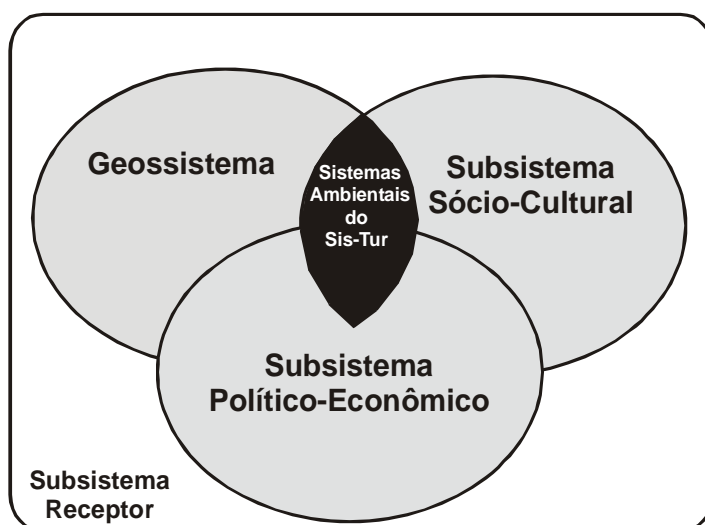 Geossistema
Sistemas
Ambientais
do
Sis-Tur
Subsistema
Sócio-Cultural
Subsistema
Político-Econômico
Subsistema
Receptor